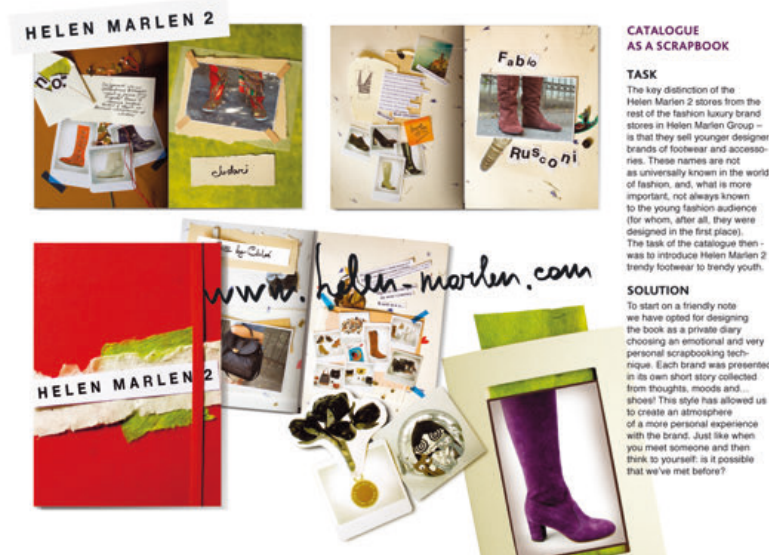 HELEN MARLEN 2
no.
Fabio
Rusconi
See by Chloé
www.helen-marlen.com
HELEN MARLEN 2
CATALOGUE
AS A SCRAPBOOK
TASK
The key distinction of the
Helen Marlen 2 stores from the
rest of the fashion luxury brand
stores in Helen Marlen Group –
is that they sell younger designer
brands of footwear and accesso-
ries. These names are not
as universally known in the world
of fashion, and, what is more
important, not always known
to the young fashion audience
(for whom, after all, they were
designed in the first place).
The task of the catalogue then -
was to introduce Helen Marlen 2
trendy footwear to trendy youth.
SOLUTION
To start on a friendly note
we have opted for designing
the book as a private diary
choosing an emotional and very
personal scrapbooking tech-
nique. Each brand was presented
in its own short story collected
from thoughts, moods and...
shoes! This style has allowed us
to create an atmosphere
of a more personal experience
with the brand. Just like when
you meet someone and then
think to yourself: is it possible
that we've met before?